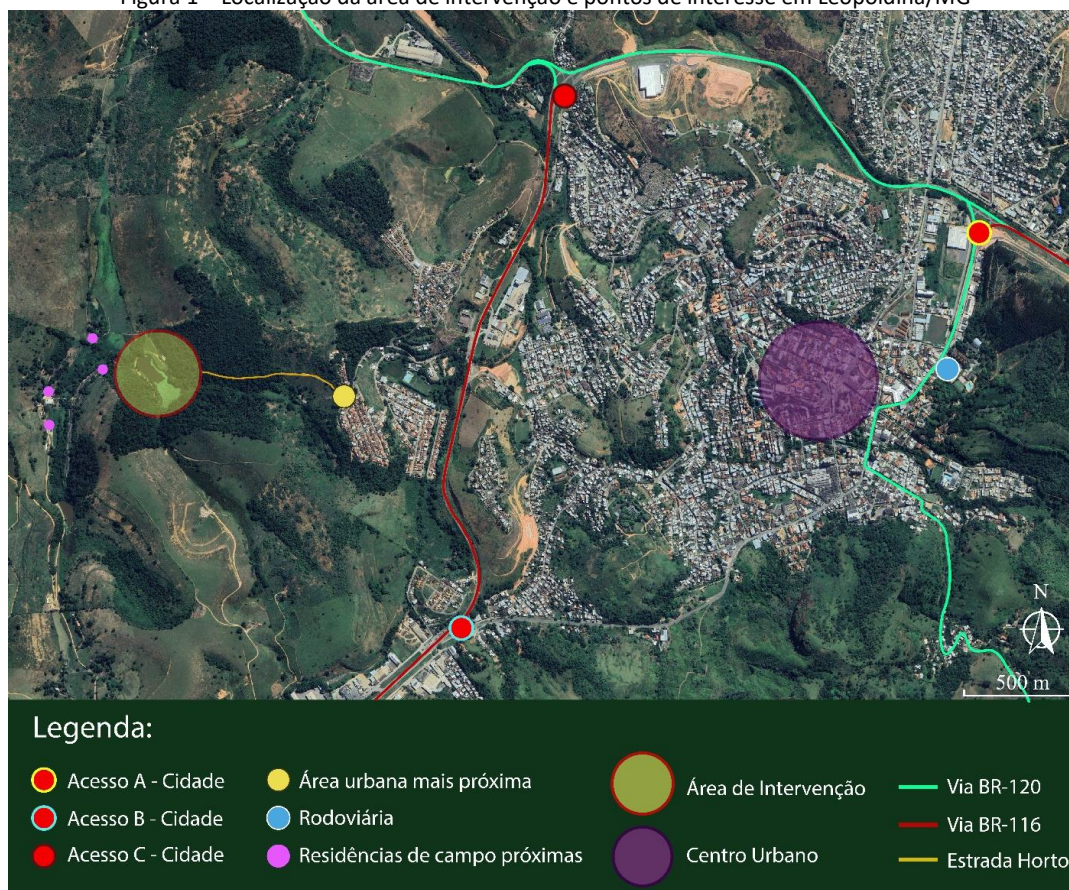 Figura 1 - Localização da área de intervenção e pontos de interesse em Leopoldina/MG
N
500 m
Legenda:
Acesso A - Cidade
Acesso B - Cidade
Acesso C - Cidade
Área urbana mais próxima
Rodoviária
Residências de campo próximas
Área de Intervenção
Centro Urbano
Via BR-120
Via BR-116
Estrada Horto